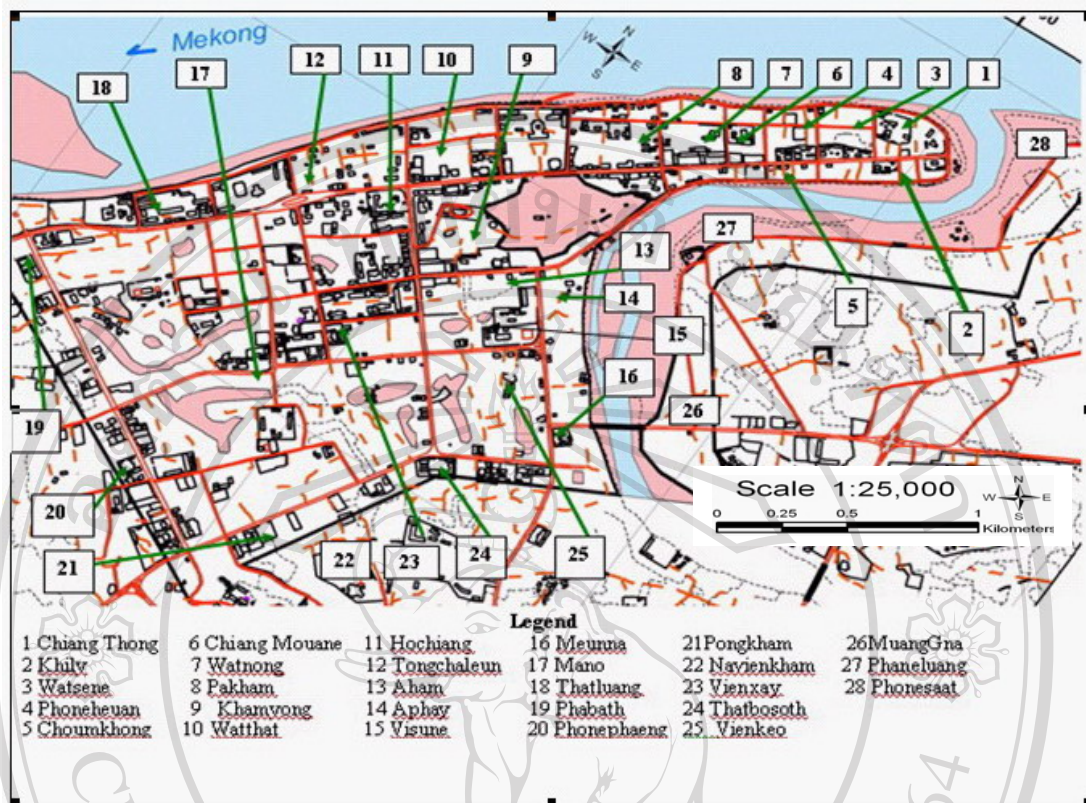 Mekong
N
W E
S
12 11 10 9 8 7 6 4 3 1
18 17
28
27
13
14
5 2
15
16
26
19
Scale 1:25,000
N
W E
S
0 0.25 0.5 1
Kilometers
20
21 22 23 24 25
Legend
1 Chiang Thong 6 Chiang Mouane 11 Hochiang 16 Meunna 21Pongkham 26MuangGna
2 Khily 7 Watnong 12 Tongchaleun 17 Mano 22 Navienkham 27 Phaneluang
3 Watsene 8 Pakham 13 Aham 18 Thatluang 23 Vienxay 28 Phonesaat
4 Phoneheuan 9 Khamvong 14 Aphay 19 Phabath 24 Thatbosoth
5 Choumkhong 10 Watthat 15 Visune 20 Phonephaeng 25 Vienkeo